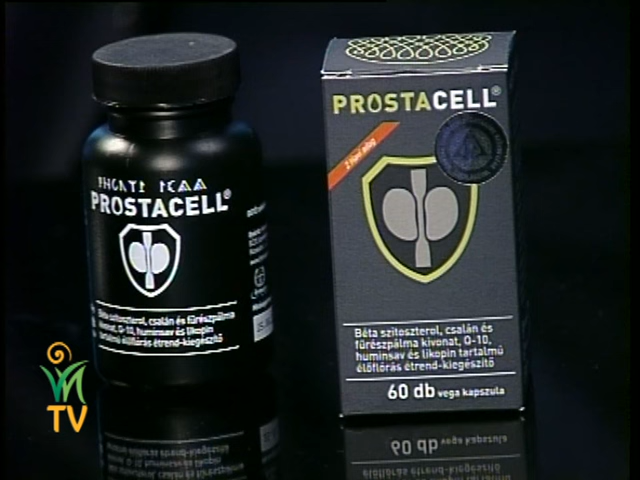 PROSTACELL®
Béta szitoszterol, csalán és fűrészpálma
kivonat, Q-10, huminsav és likopin
tartalmú élőflórás étrend-kiegészítő
PROSTACELL®
Béta szitoszterol, csalán és
fűrészpálma kivonat, Q-10,
huminsav és likopin tartalmú
élőflórás étrend-kiegészítő
60 db vega kapszula
TV